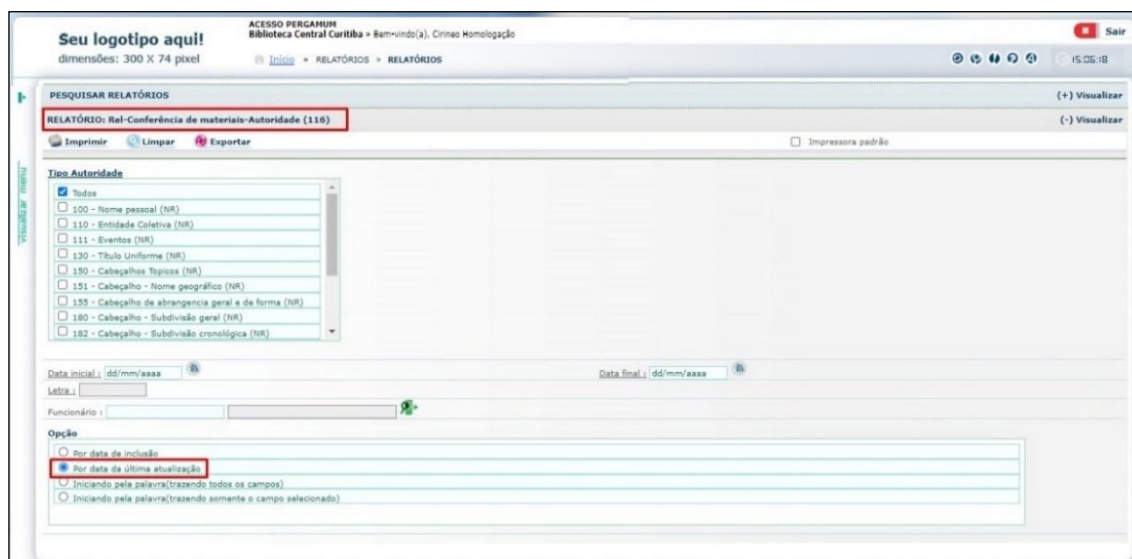 ACESSO PERGAMUM
Biblioteca Central Curitiba » Bem-vindo(a). Cirineo Homologação
Sair
Seu logotipo aqui!
dimensões: 300 X 74 pixel
Início » RELATÓRIOS » RELATÓRIOS
15:05:18
PESQUISAR RELATÓRIOS
(+) Visualizar
RELATÓRIO: Rel-Conferência de materiais-Autoridade (116)
(-) Visualizar
Imprimir Limpar Exportar
Impressora padrão
visualizar menu
Tipo Autoridade
Todos
100 - Nome pessoal (NR)
110 - Entidade Coletiva (NR)
111 - Eventos (NR)
130 - Título Uniforme (NR)
150 - Cabeçalhos Topicos (NR)
151 - Cabeçalho - Nome geográfico (NR)
155 - Cabeçalho de abrangencia geral e de forma (NR)
180 - Cabeçalho - Subdivisão geral (NR)
182 - Cabeçalho - Subdivisão cronológica (NR)
Data inicial : dd/mm/aaaa
Data final : dd/mm/aaaa
Letra :
Funcionário :
Opção
Por data de inclusão
Por data da última atualização
Iniciando pela palavra(trazendo todos os campos)
Iniciando pela palavra(trazendo somente o campo selecionado)